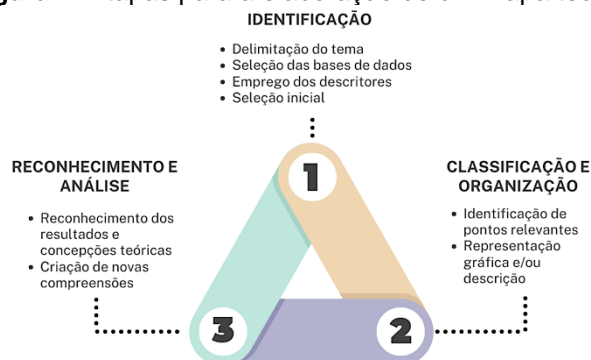 IDENTIFICAÇÃO
• Delimitação do tema
• Seleção das bases de dados
• Emprego dos descritores
• Seleção inicial
1
RECONHECIMENTO E
ANÁLISE
• Reconhecimento dos
resultados e
concepções teóricas
• Criação de novas
compreensões
CLASSIFICAÇÃO E
ORGANIZAÇÃO
• Identificação de
pontos relevantes
• Representação
gráfica e/ou
descrição
3
2